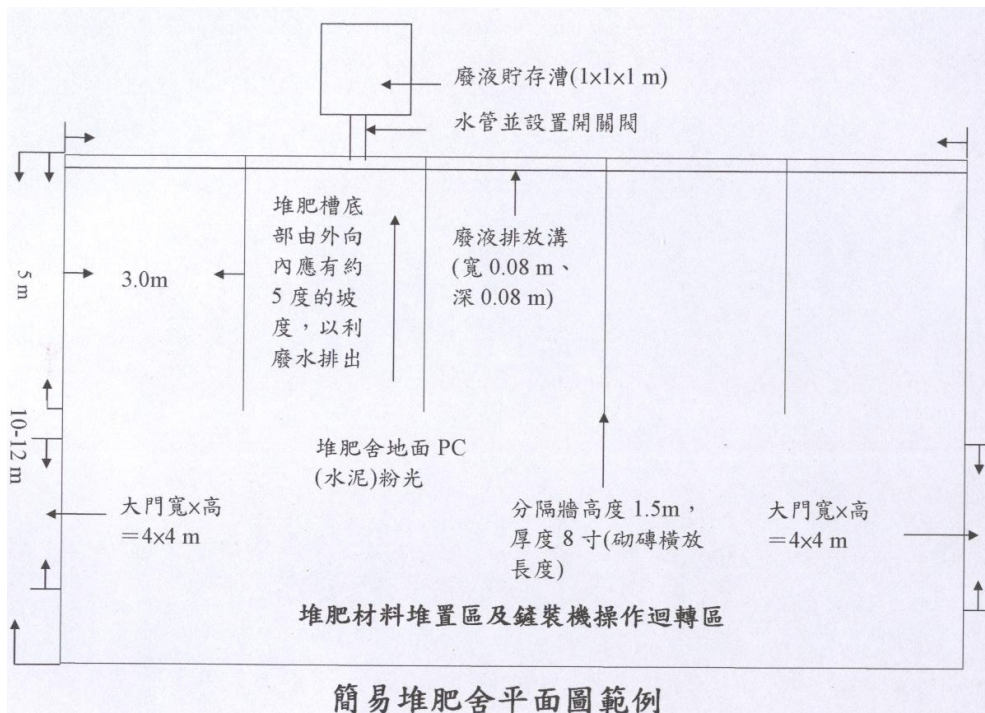 廢液貯存漕(1×1×1 m)
水管並設置開關閥
堆肥槽底
部由外向
內應有約
5 度的坡
度，以利
廢水排出
廢液排放溝
(寬 0.08 m、
深 0.08 m)
5 m
3.0m
10-12 m
堆肥舍地面 PC
(水泥)粉光
大門寬×高
＝4×4 m
分隔牆高度 1.5m，
厚度 8 寸(砌磚橫放
長度)
大門寬×高
＝4×4 m
堆肥材料堆置區及鏟裝機操作迴轉區
簡易堆肥舍平面圖範例